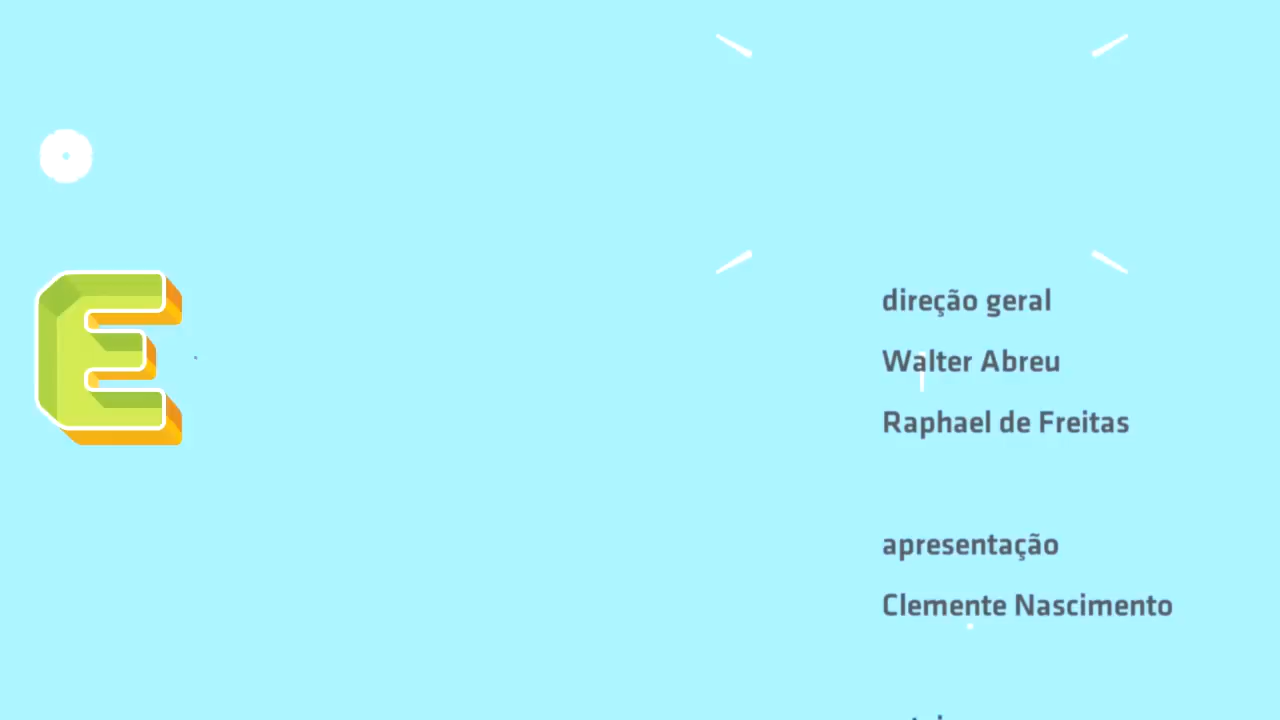 E
direção geral
Walter Abreu
Raphael de Freitas
apresentação
Clemente Nascimento